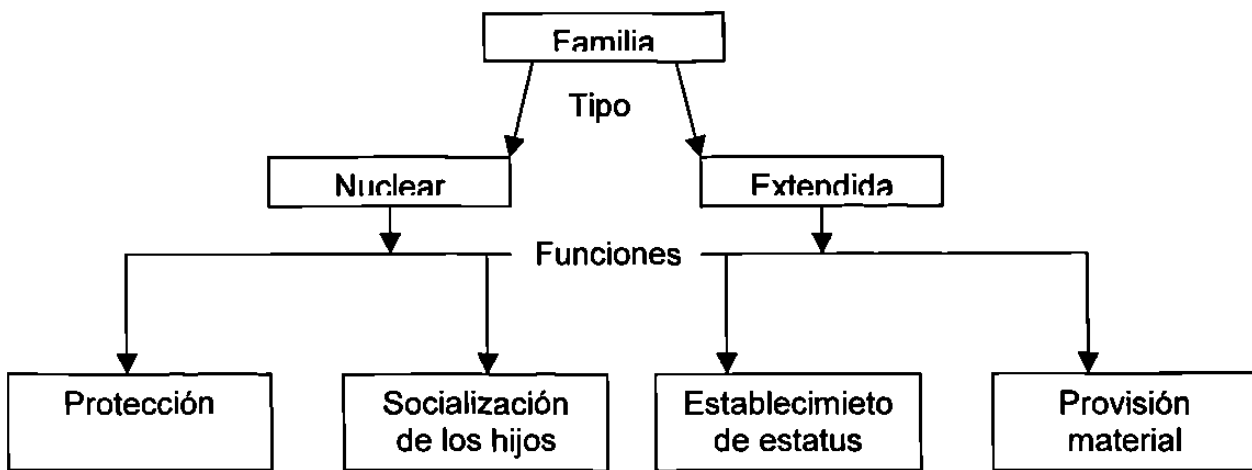 Familia
Tipo
Nuclear
Extendida
Funciones
Protección
Socialización
de los hijos
Establecimieto
de estatus
Provisión
material